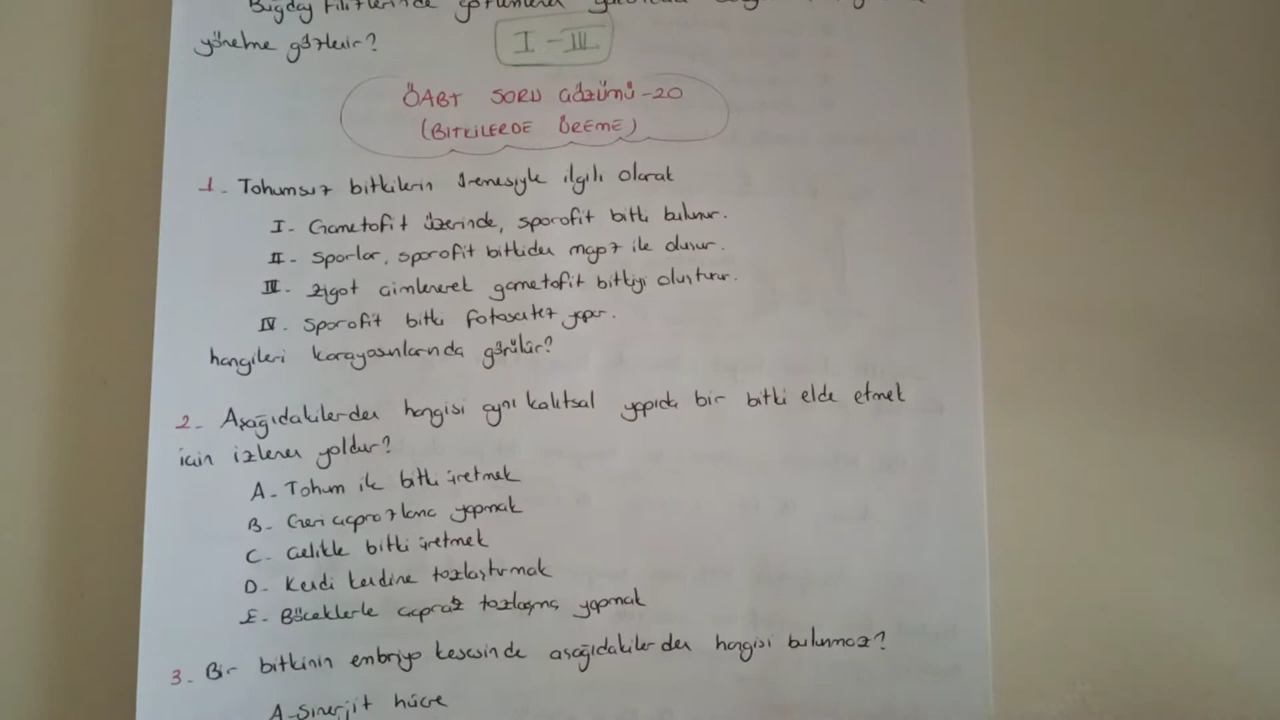 Buğday filizlerinde
yönelme gözlenir?
I - III
ÖABT SORU ÇÖZÜMÜ -20
(BİTKİLERDE ÜREME)
1- Tohumsuz bitkilerin üremesiyle ilgili olarak
I- Gametofit üzerinde, sporofit bitki bulunur.
II- Sporlar, sporofit bitkiden mayoz ile oluşur.
III- Zigot çimlenerek gametofit bitkiyi oluşturur.
IV. Sporofit bitki fotosentez yapar.
hangileri karayosunlarında görülür?
2- Aşağıdakilerden hangisi aynı kalıtsal yapıda bir bitki elde etmek
için izlenen yoldur?
A- Tohum ile bitki üretmek
B- Geri çaprozlama yapmak
C- Çelikle bitki üretmek
D- Kendi kendine tozlaştırmak
E- Böceklerle çapraz tozlaşma yapmak
3- Bir bitkinin embriyo kesesinde aşağıdakilerden hangisi bulunmaz?
A- Sinerjit hücre